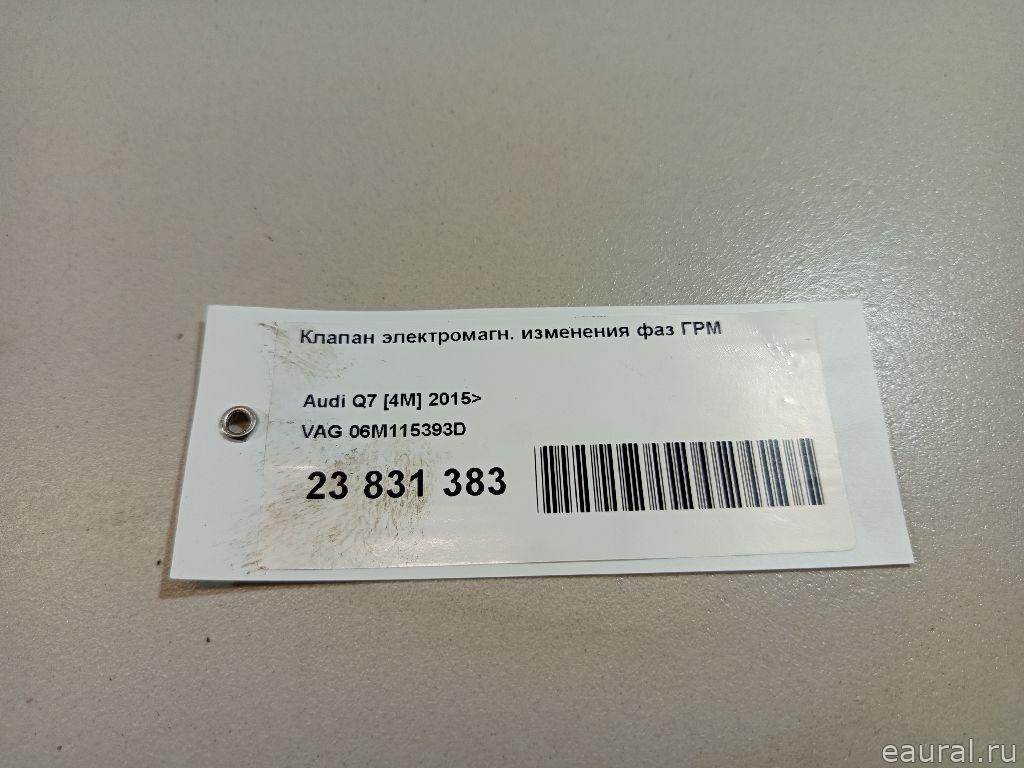 Клапан электромагн. изменения фаз ГРМ
Audi Q7 [4M] 2015>
VAG 06M115393D
23 831 383
eaural.ru